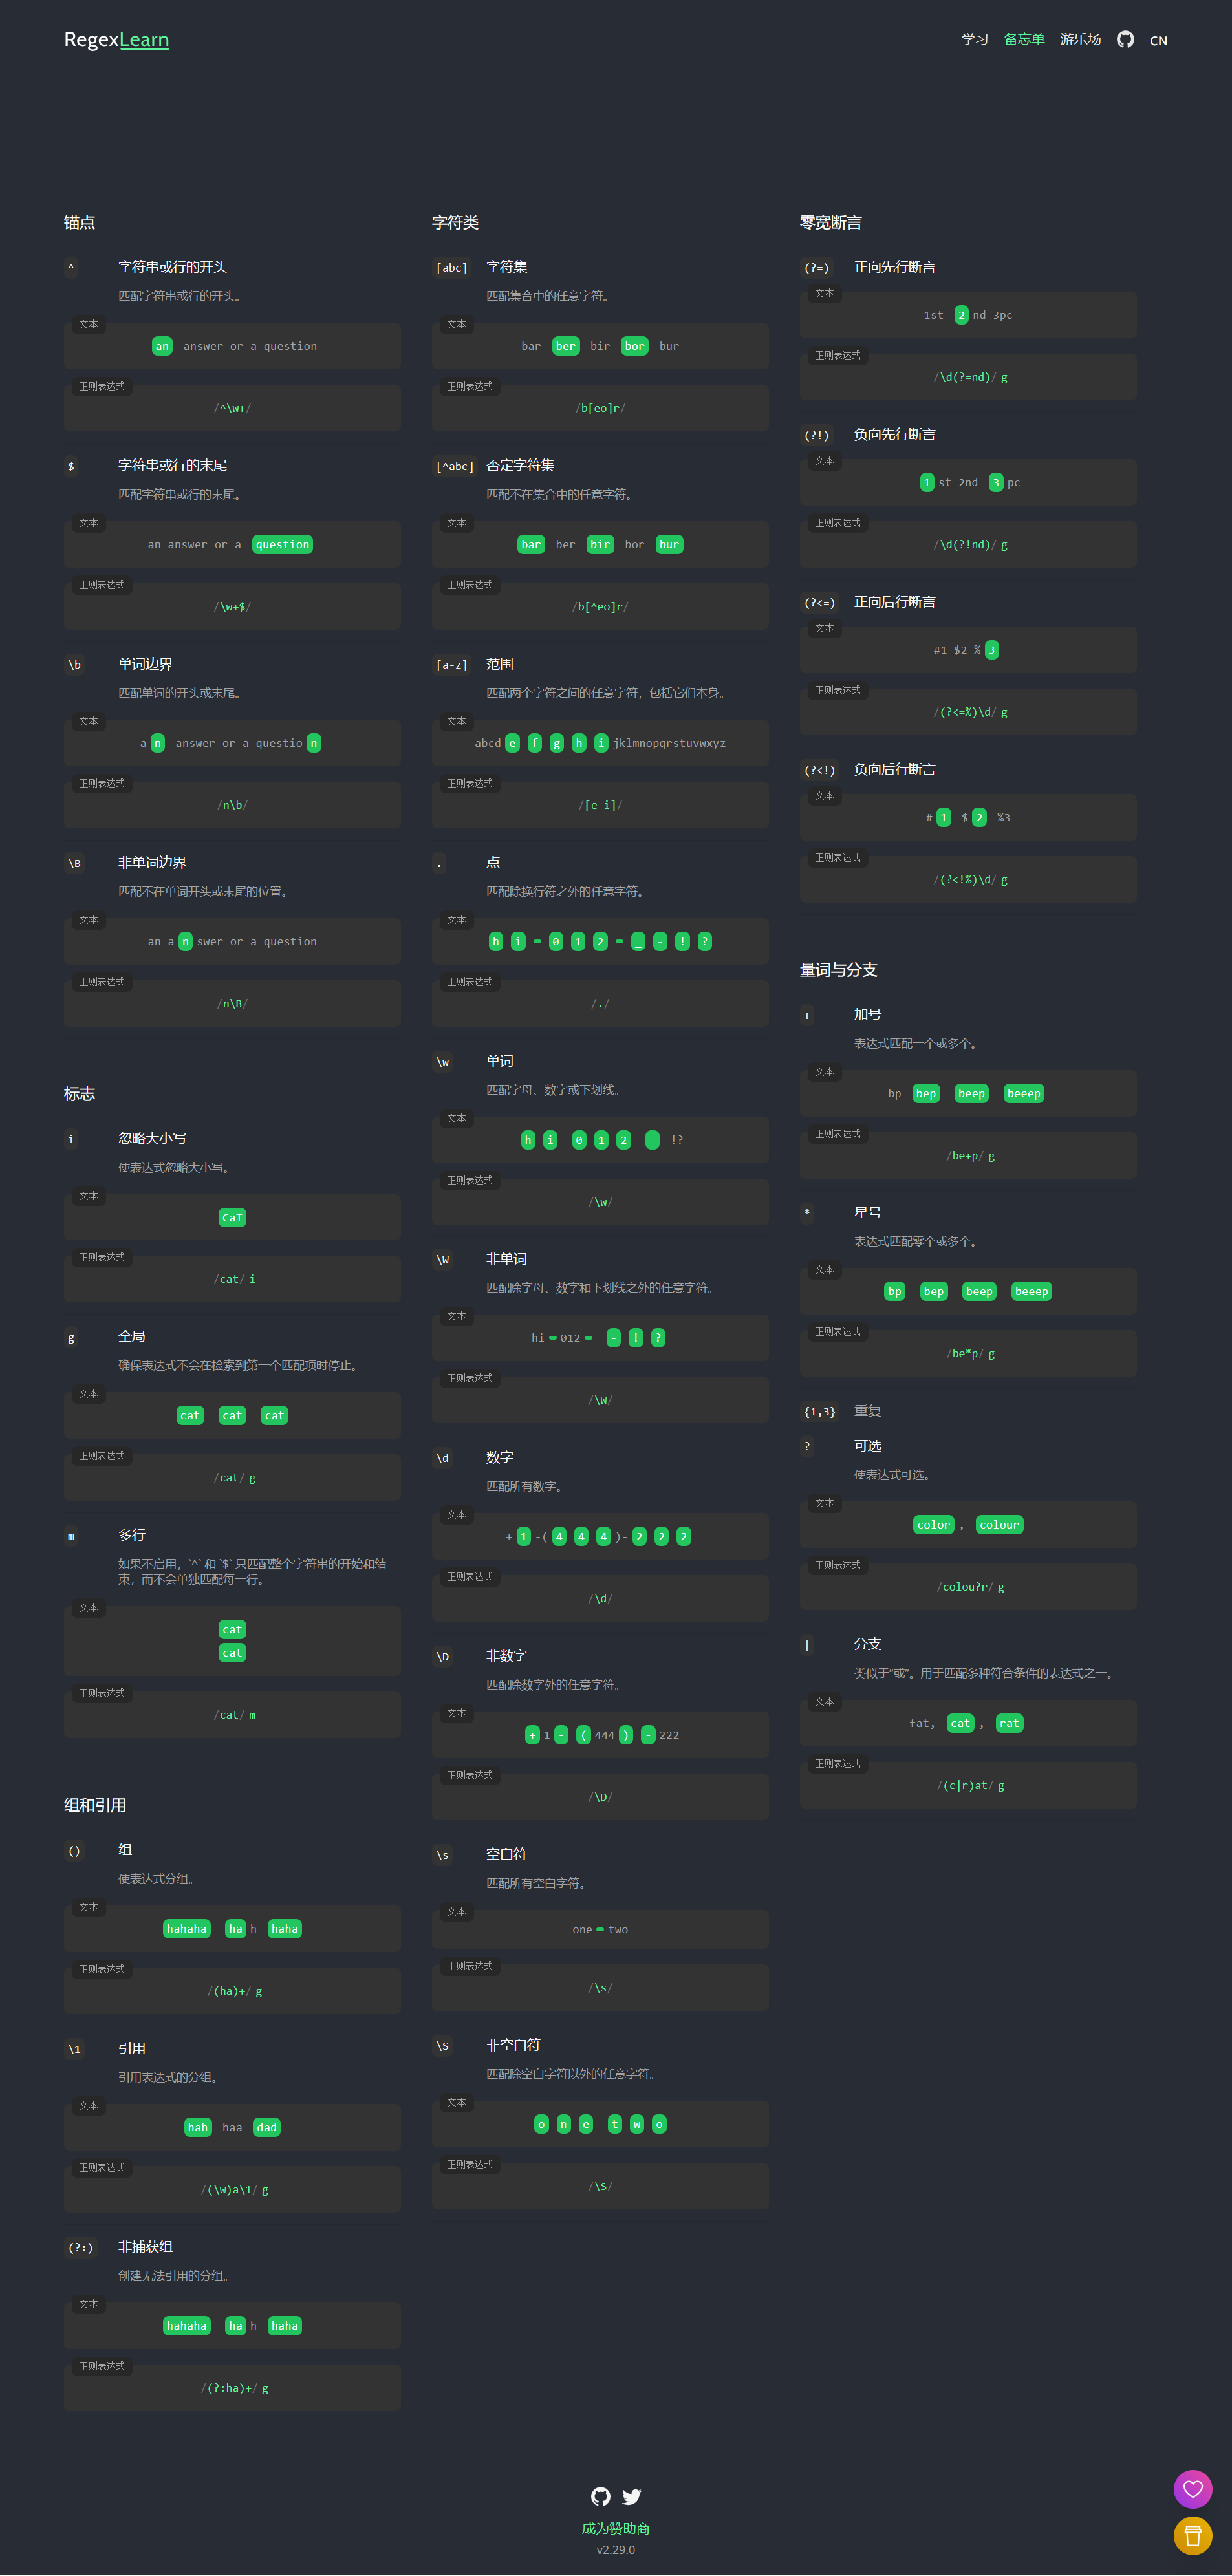 RegexLearn
学习 备忘单 游乐场 CN
锚点
^ 字符串或行的开头
匹配字符串或行的开头。
文本
an answer or a question
正则表达式
/^\w+/
$ 字符串或行的末尾
匹配字符串或行的末尾。
文本
an answer or a question
正则表达式
/\w+$/
\b 单词边界
匹配单词的开头或末尾。
文本
an answer or a question
正则表达式
/n\b/
\B 非单词边界
匹配不在单词开头或末尾的位置。
文本
an answer or a question
正则表达式
/n\B/
标志
i 忽略大小写
使表达式忽略大小写。
文本
CaT
正则表达式
/cat/ i
g 全局
确保表达式不会在检索到第一个匹配项时停止。
文本
cat cat cat
正则表达式
/cat/ g
m 多行
如果不启用，`^` 和 `$` 只匹配整个字符串的开始和结
束，而不会单独匹配每一行。
文本
cat
cat
正则表达式
/cat/ m
组和引用
() 组
使表达式分组。
文本
hahaha hah haha
正则表达式
/(ha)+/ g
\1 引用
引用表达式的分组。
文本
hah haa dad
正则表达式
/(\w)a\1/ g
(?:) 非捕获组
创建无法引用的分组。
文本
hahaha hah haha
正则表达式
/(?:ha)+/ g
字符类
[abc] 字符集
匹配集合中的任意字符。
文本
bar ber bir bor bur
正则表达式
/b[eo]r/
[^abc] 否定字符集
匹配不在集合中的任意字符。
文本
bar ber bir bor bur
正则表达式
/b[^eo]r/
[a-z] 范围
匹配两个字符之间的任意字符，包括它们本身。
文本
abcdefghijklmnopqrstuvwxyz
正则表达式
/[e-i]/
. 点
匹配除换行符之外的任意字符。
文本
hi 012 _-!?
正则表达式
/./
\w 单词
匹配字母、数字或下划线。
文本
hi 012 _-!?
正则表达式
/\w/
\W 非单词
匹配除字母、数字和下划线之外的任意字符。
文本
hi 012 _-!?
正则表达式
/\W/
\d 数字
匹配所有数字。
文本
+1-(444)-222
正则表达式
/\d/
\D 非数字
匹配除数字外的任意字符。
文本
+1-(444)-222
正则表达式
/\D/
\s 空白符
匹配所有空白字符。
文本
one two
正则表达式
/\s/
\S 非空白符
匹配除空白字符以外的任意字符。
文本
one two
正则表达式
/\S/
零宽断言
(?=) 正向先行断言
文本
1st 2nd 3pc
正则表达式
/\d(?=nd)/ g
(?!) 负向先行断言
文本
1st 2nd 3pc
正则表达式
/\d(?!nd)/ g
(?<=) 正向后行断言
文本
#1 $2 %3
正则表达式
/(?<=%)\d/ g
(?<!) 负向后行断言
文本
#1 $2 %3
正则表达式
/(?<!%)\d/ g
量词与分支
+ 加号
表达式匹配一个或多个。
文本
bp bep beep beeep
正则表达式
/be+p/ g
* 星号
表达式匹配零个或多个。
文本
bp bep beep beeep
正则表达式
/be*p/ g
{1,3} 重复
? 可选
使表达式可选。
文本
color, colour
正则表达式
/colou?r/ g
| 分支
类似于“或”。用于匹配多种符合条件的表达式之一。
文本
fat, cat, rat
正则表达式
/(c|r)at/ g
成为赞助商
v2.29.0